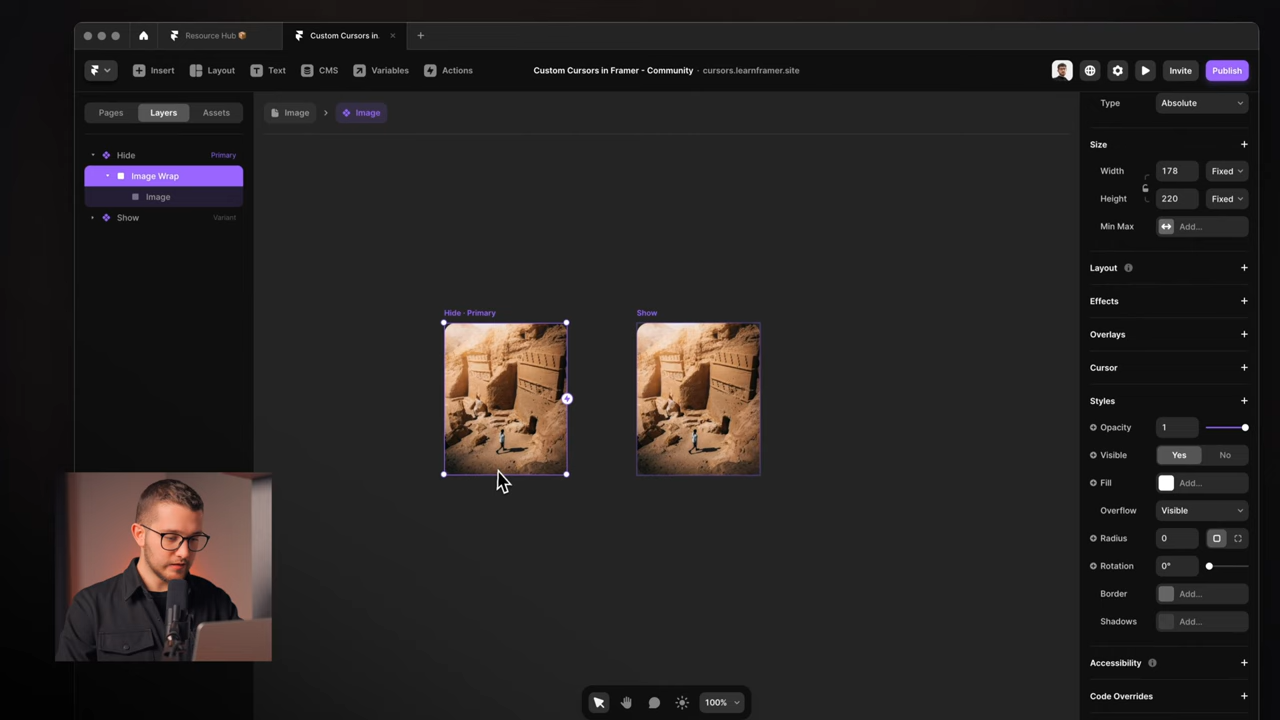 Resource Hub 📦
Custom Cursors in
Insert
Layout
Text
CMS
Variables
Actions
Custom Cursors in Framer - Community · cursors.learnframer.site
Invite
Publish
Pages
Layers
Assets
Image
Image
Type
Absolute
Hide
Primary
Image Wrap
Image
Show
Variant
Size
Width
178
Fixed
Height
220
Fixed
Min Max
Add...
Layout
Effects
Overlays
Cursor
Styles
Opacity
1
Visible
Yes
No
Fill
Add...
Overflow
Visible
Radius
0
Rotation
0°
Border
Add...
Shadows
Add...
Accessibility
Code Overrides
Hide · Primary
Show
100%